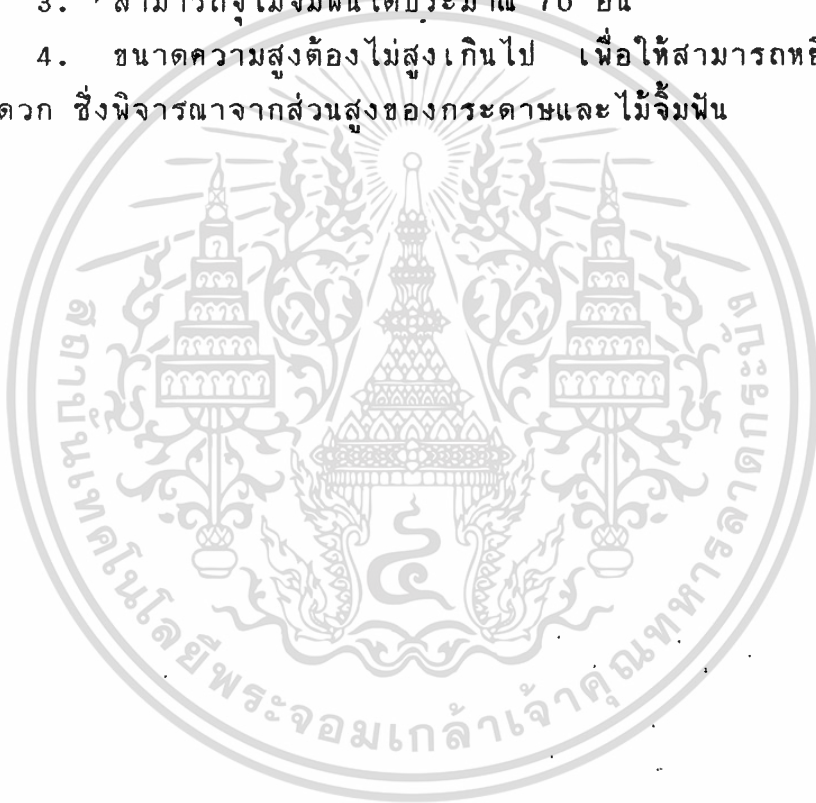 3. สามารถจุไม้จิ้มฟันได้ประมาณ 70 อัน
4. ขนาดความสูงต้องไม่สูงเกินไป เพื่อให้สามารถหยิ
ดวก ซึ่งพิจารณาจากส่วนสูงของกระดาษและไม้จิ้มฟัน
สถาบันเทคโนโลยีพระจอมเกล้าเจ้าคุณทหารลาดกระบัง